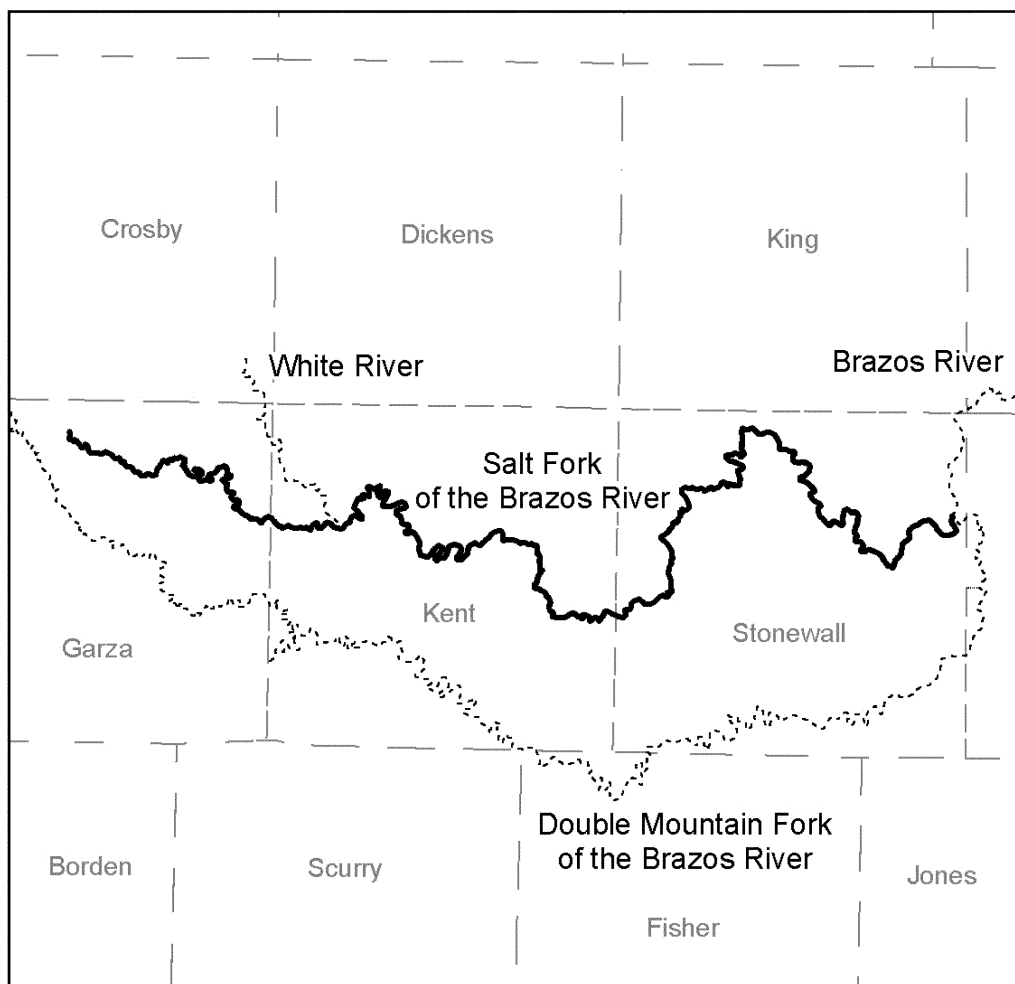 Crosby
Dickens
King
White River
Brazos River
Salt Fork
of the Brazos River
Kent
Stonewall
Garza
Double Mountain Fork
of the Brazos River
Borden
Scurry
Jones
Fisher